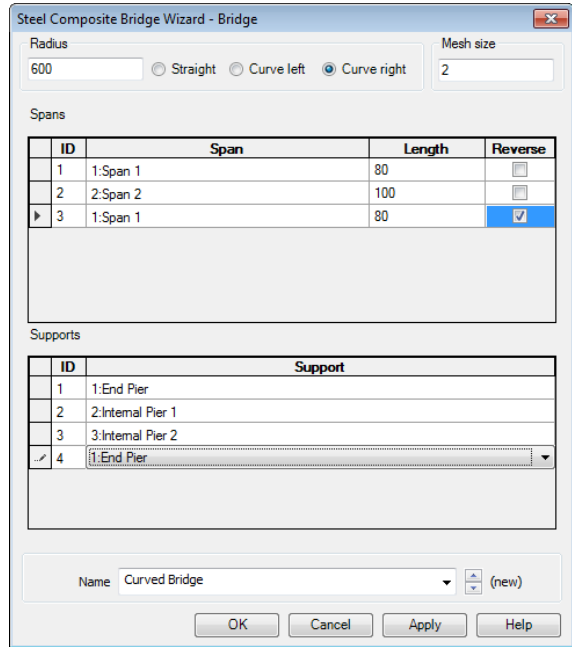 Steel Composite Bridge Wizard - Bridge
Radius
Mesh size
600 Straight Curve left Curve right 2
Spans
ID Span Length Reverse
1 1:Span 1 80
2 2:Span 2 100
3 1:Span 1 80
Supports
ID Support
1 1:End Pier
2 2:Internal Pier 1
3 3:Internal Pier 2
4 1:End Pier
Name Curved Bridge (new)
OK Cancel Apply Help